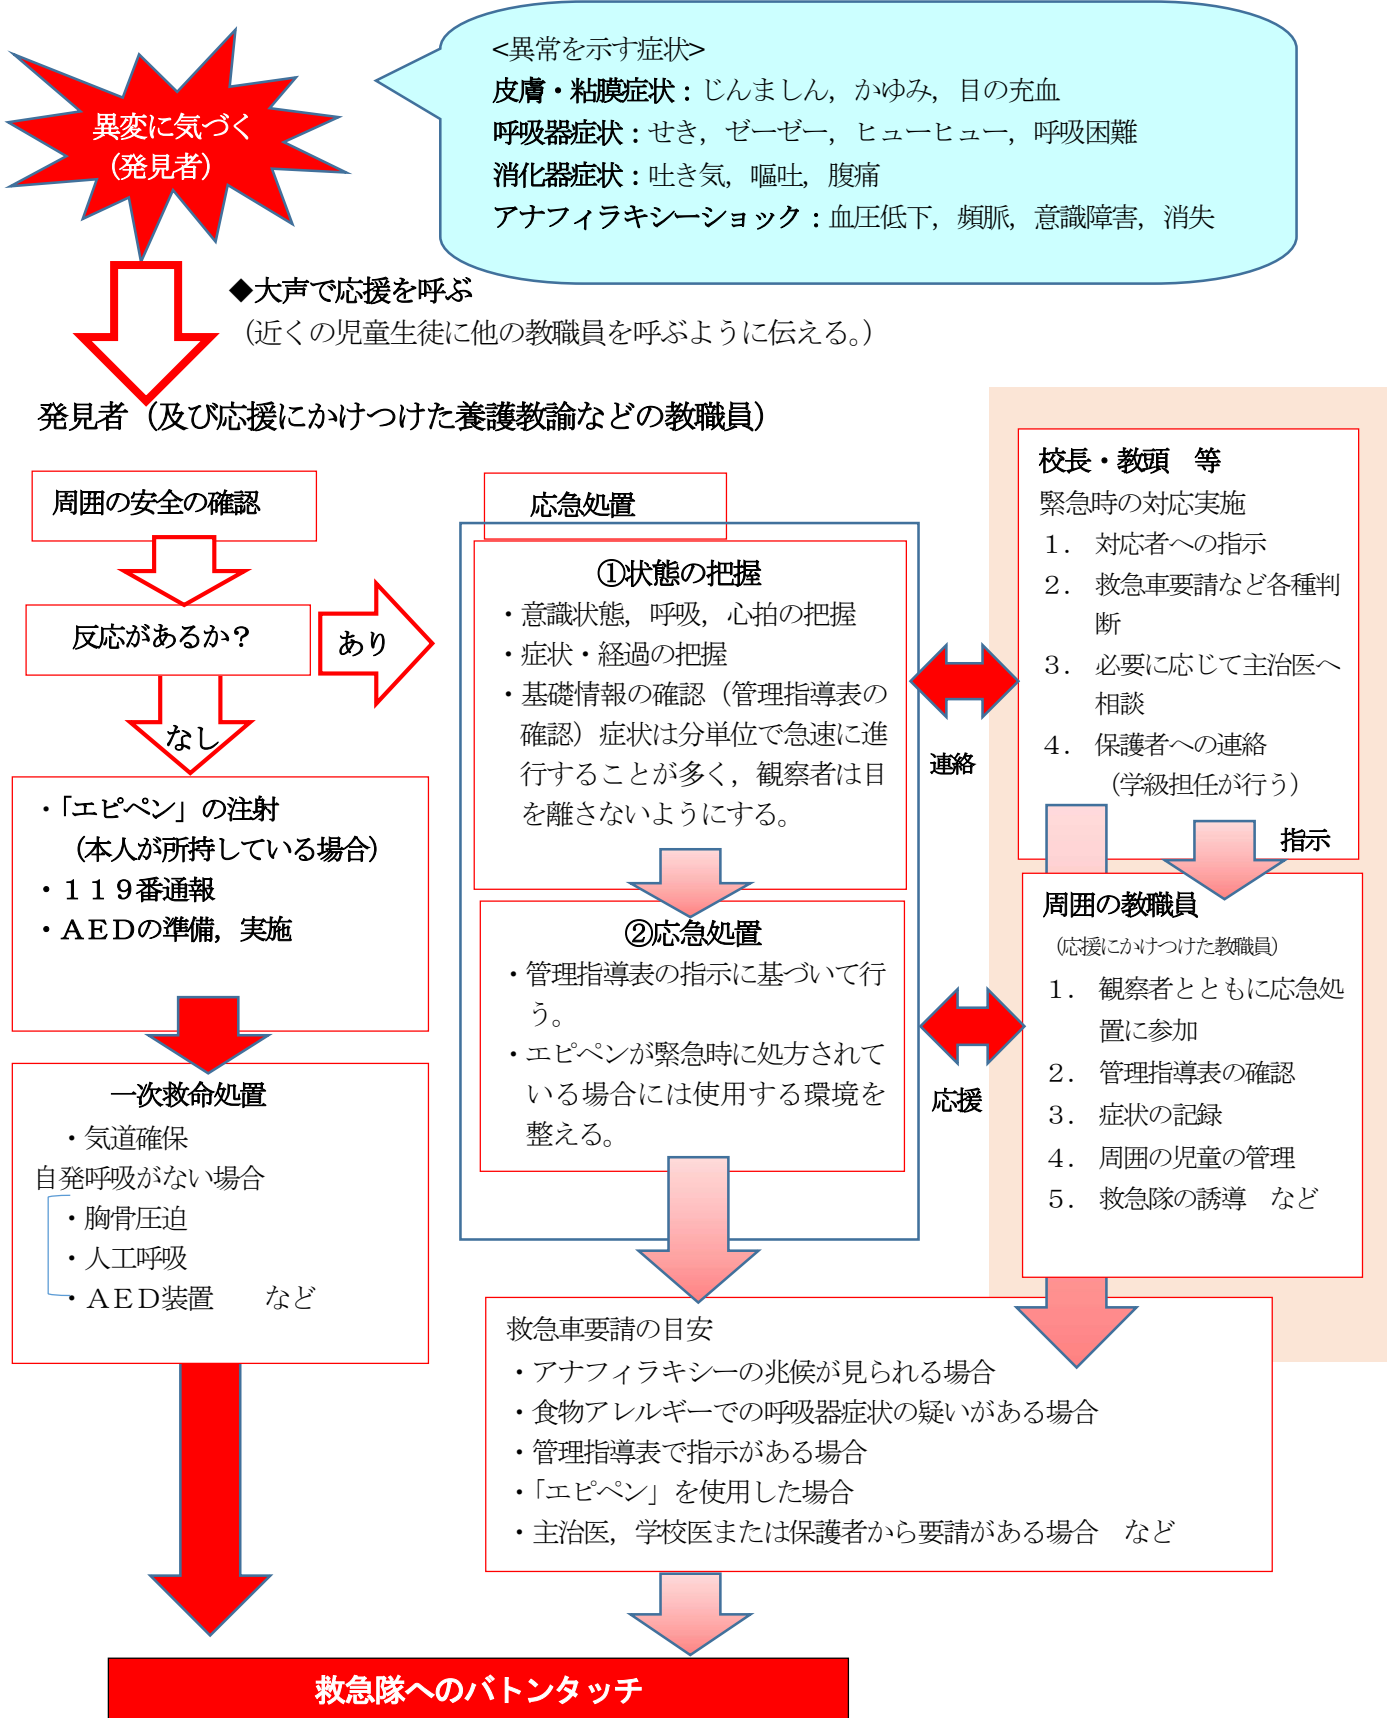 異変に気づく
（発見者）
<異常を示す症状>
皮膚・粘膜症状：じんましん，かゆみ，目の充血
呼吸器症状：せき，ゼーゼー，ヒューヒュー，呼吸困難
消化器症状：吐き気，嘔吐，腹痛
アナフィラキシーショック：血圧低下，頻脈，意識障害，消失
◆大声で応援を呼ぶ
（近くの児童生徒に他の教職員を呼ぶように伝える。）
発見者（及び応援にかけつけた養護教諭などの教職員）
周囲の安全の確認
反応があるか？
あり
なし
・「エピペン」の注射
（本人が所持している場合）
・１１９番通報
・ＡＥＤの準備，実施
一次救命処置
・気道確保
自発呼吸がない場合
・胸骨圧迫
・人工呼吸
・ＡＥＤ装置　　など
応急処置
①状態の把握
・意識状態，呼吸，心拍の把握
・症状・経過の把握
・基礎情報の確認（管理指導表の
確認）症状は分単位で急速に進
行することが多く，観察者は目
を離さないようにする。
②応急処置
・管理指導表の指示に基づいて行
う。
・エピペンが緊急時に処方されて
いる場合には使用する環境を
整える。
連絡
応援
校長・教頭　等
緊急時の対応実施
１．　対応者への指示
２．　救急車要請など各種判
断
３．　必要に応じて主治医へ
相談
４．　保護者への連絡
（学級担任が行う）
指示
周囲の教職員
（応援にかけつけた教職員）
１．　観察者とともに応急処
置に参加
２．　管理指導表の確認
３．　症状の記録
４．　周囲の児童の管理
５．　救急隊の誘導　など
救急車要請の目安
・アナフィラキシーの兆候が見られる場合
・食物アレルギーでの呼吸器症状の疑いがある場合
・管理指導表で指示がある場合
・「エピペン」を使用した場合
・主治医，学校医または保護者から要請がある場合　など
救急隊へのバトンタッチ